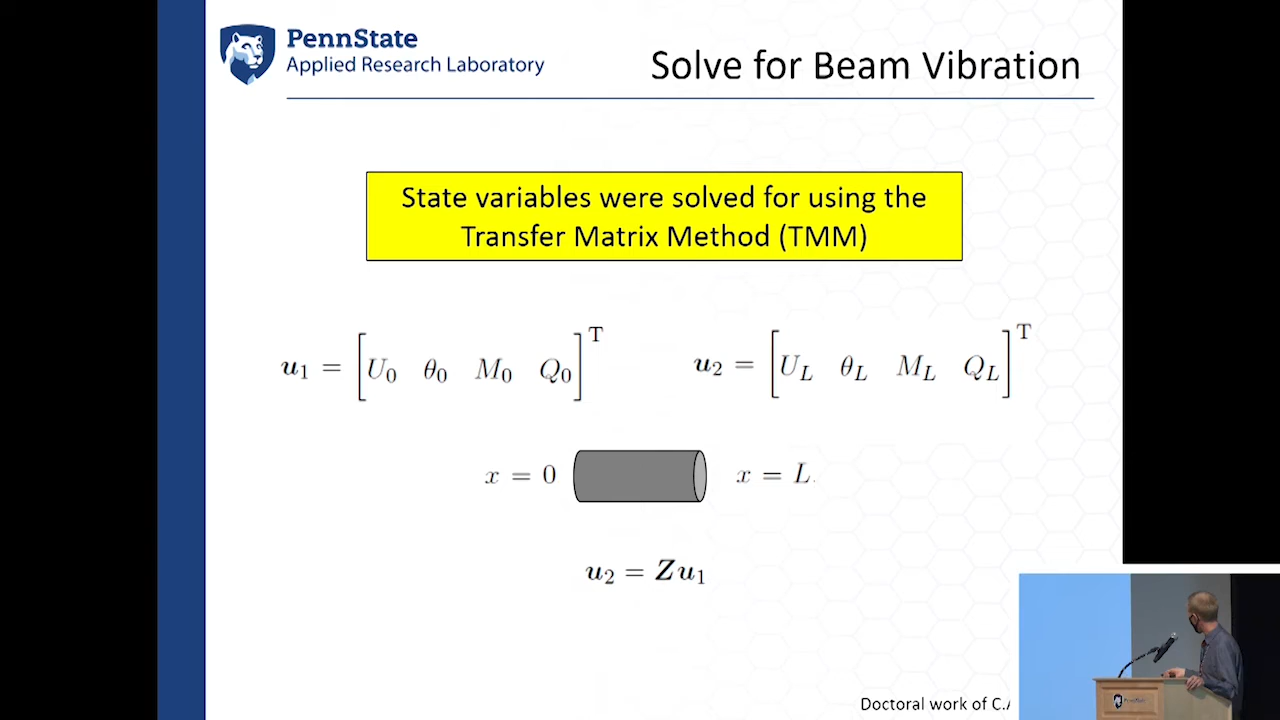 PennState
Applied Research Laboratory
Solve for Beam Vibration
State variables were solved for using the
Transfer Matrix Method (TMM)
u₁ = [U₀ θ₀ M₀ Q₀]ᵀ
u₂ = [U_L θ_L M_L Q_L]ᵀ
x = 0
x = L.
u₂ = Zu₁
Doctoral work of C.A
PennState